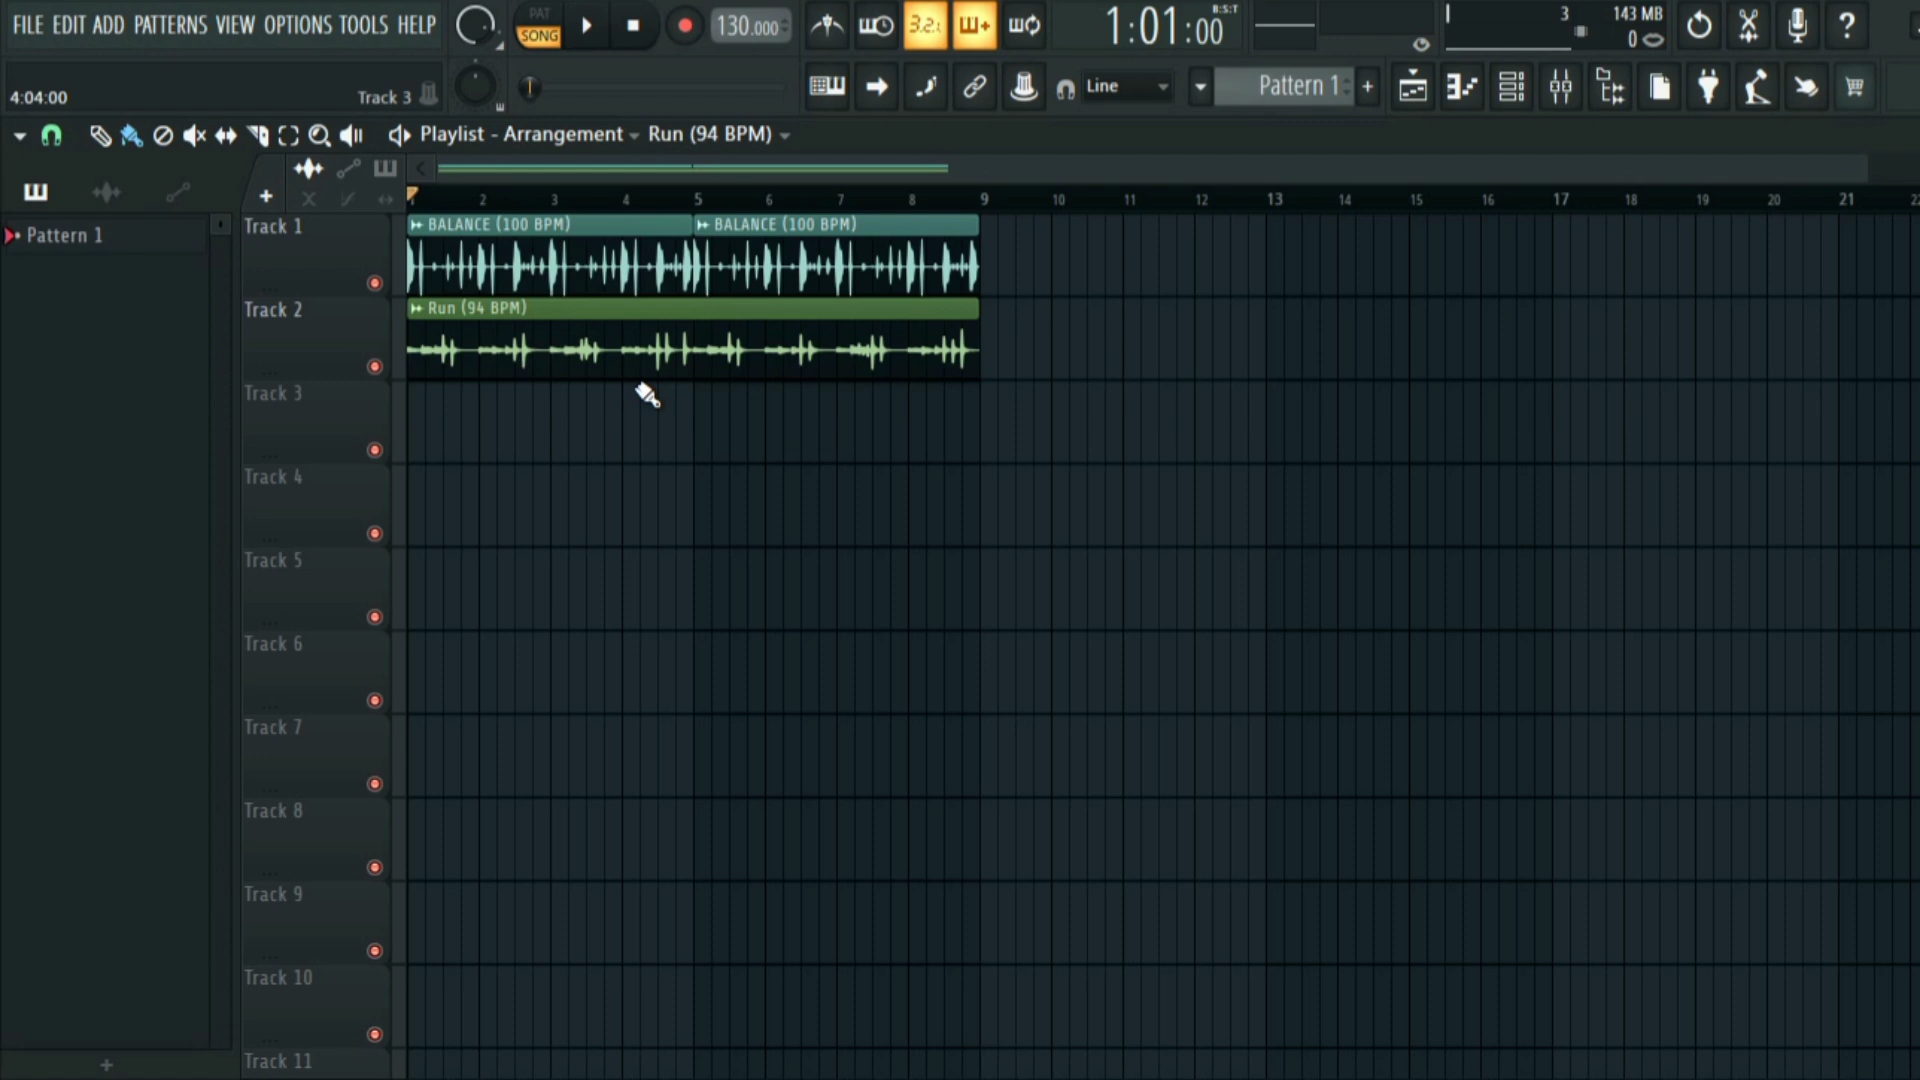 FILE EDIT ADD PATTERNS VIEW OPTIONS TOOLS HELP
PAT
SONG
130.000
3.2:
1:01:00
B:S:T
3
143 MB
0
?
4:04:00
Track 3
Line
Pattern 1
+
Playlist - Arrangement
Run (94 BPM)
+
2 3 4 5 6 7 8 9 10 11 12 13 14 15 16 17 18 19 20 21
Pattern 1
Track 1
BALANCE (100 BPM)
BALANCE (100 BPM)
Track 2
Run (94 BPM)
Track 3
Track 4
Track 5
Track 6
Track 7
Track 8
Track 9
Track 10
Track 11
+